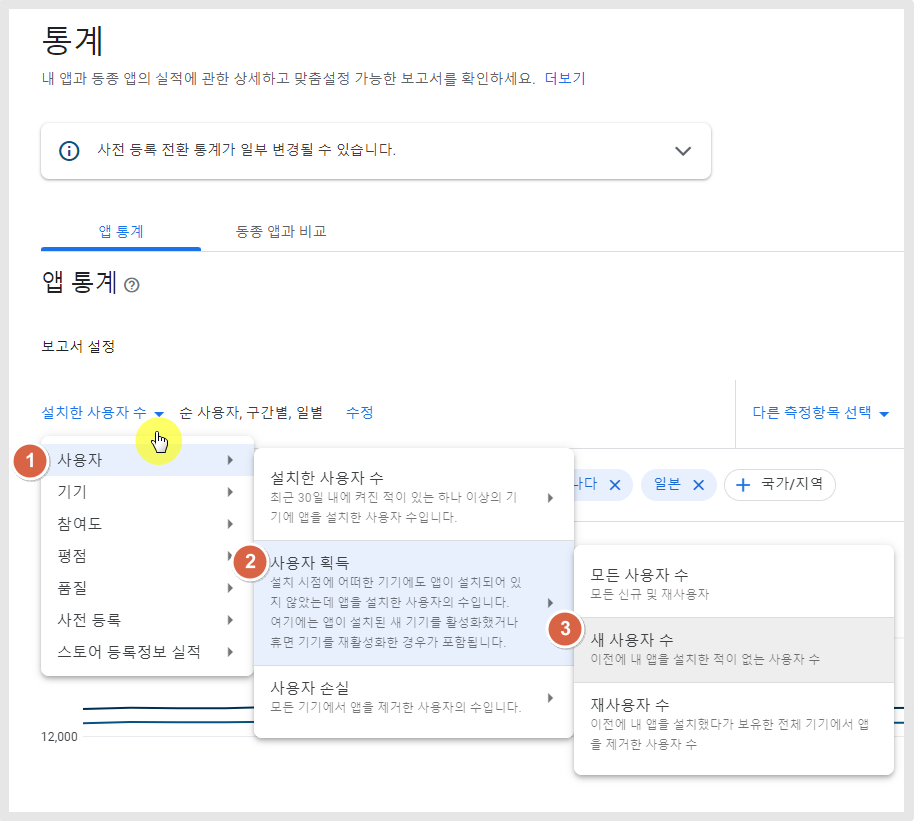 통계
내 앱과 동종 앱의 실적에 관한 상세하고 맞춤설정 가능한 보고서를 확인하세요. 더보기
사전 등록 전환 통계가 일부 변경될 수 있습니다.
앱 통계
동종 앱과 비교
앱 통계
보고서 설정
설치한 사용자 수 순 사용자, 구간별, 일별 수정
다른 측정항목 선택
나다
일본
국가/지역
1
사용자
기기
참여도
평점
품질
사전 등록
스토어 등록정보 실적
설치한 사용자 수
최근 30일 내에 켜진 적이 있는 하나 이상의 기
기에 앱을 설치한 사용자 수입니다.
2
사용자 획득
설치 시점에 어떠한 기기에도 앱이 설치되어 있
지 않았는데 앱을 설치한 사용자의 수입니다.
여기에는 앱이 설치된 새 기기를 활성화했거나
휴면 기기를 재활성화한 경우가 포함됩니다.
사용자 손실
모든 기기에서 앱을 제거한 사용자의 수입니다.
모든 사용자 수
모든 신규 및 재사용자
3
새 사용자 수
이전에 내 앱을 설치한 적이 없는 사용자 수
재사용자 수
이전에 내 앱을 설치했다가 보유한 전체 기기에서 앱
을 제거한 사용자 수
12,000